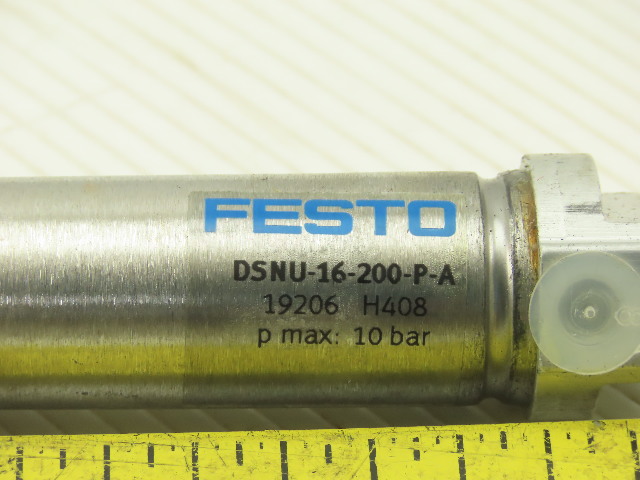 FESTO
DSNU-16-200-P-A
19206 H408
p max: 10 bar